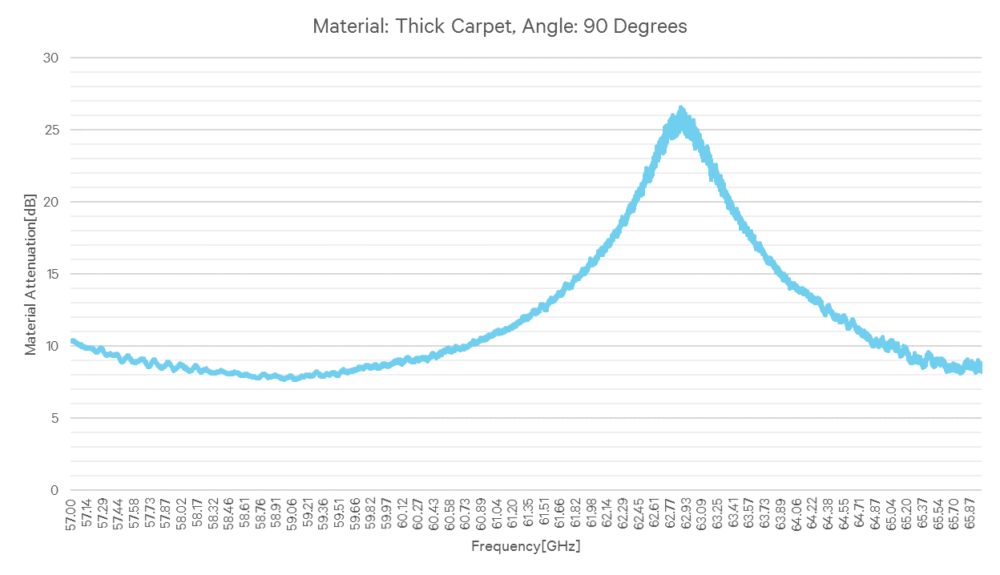 Material: Thick Carpet, Angle: 90 Degrees
30
25
20
15
10
5
0
Material Attenuation[dB]
57.00 57.14 57.29 57.44 57.58 57.73 57.87 58.02 58.17 58.32 58.46 58.61 58.76 58.91 59.06 59.21 59.36 59.51 59.66 59.82 59.97 60.12 60.27 60.43 60.58 60.73 60.89 61.04 61.20 61.35 61.51 61.66 61.82 61.98 62.14 62.29 62.45 62.61 62.77 62.93 63.09 63.25 63.41 63.57 63.73 63.89 64.06 64.22 64.38 64.55 64.71 64.87 65.04 65.20 65.37 65.54 65.70 65.87
Frequency[GHz]